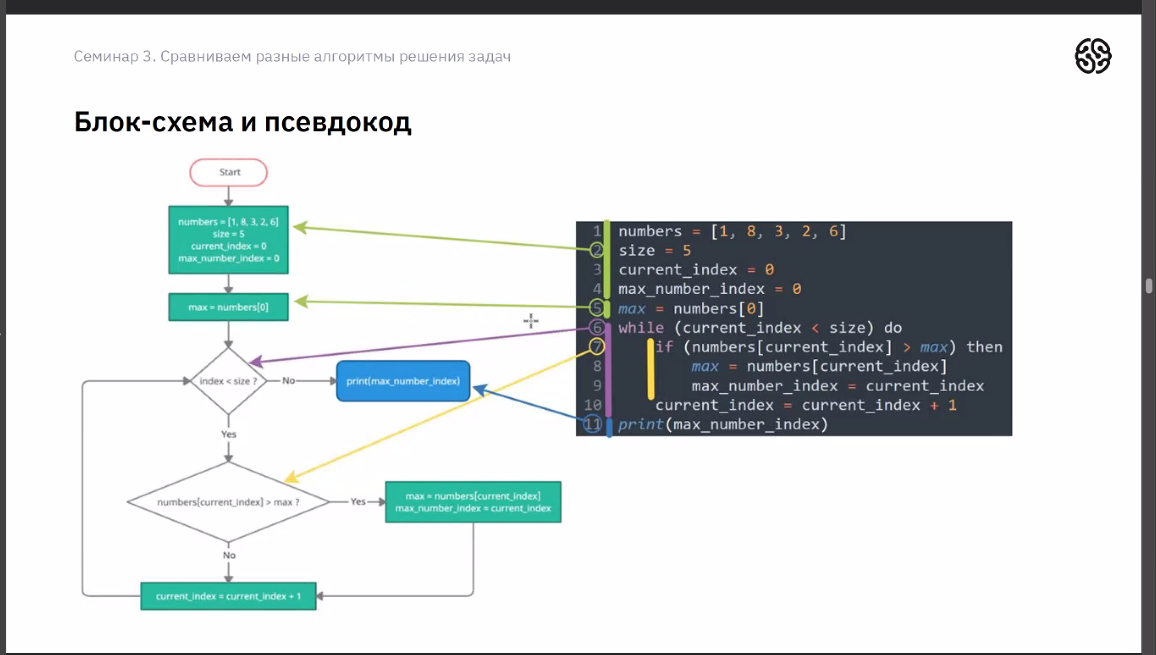 Семинар 3. Сравниваем разные алгоритмы решения задач
Блок-схема и псевдокод
Start
numbers = [1, 8, 3, 2, 6]
size = 5
current_index = 0
max_number_index = 0
max = numbers[0]
index < size ?
No
print(max_number_index)
Yes
numbers[current_index] > max ?
Yes
max = numbers[current_index]
max_number_index = current_index
No
current_index = current_index + 1
1 numbers = [1, 8, 3, 2, 6]
2 size = 5
3 current_index = 0
4 max_number_index = 0
5 max = numbers[0]
6 while (current_index < size) do
7 if (numbers[current_index] > max) then
8 max = numbers[current_index]
9 max_number_index = current_index
10 current_index = current_index + 1
11 print(max_number_index)